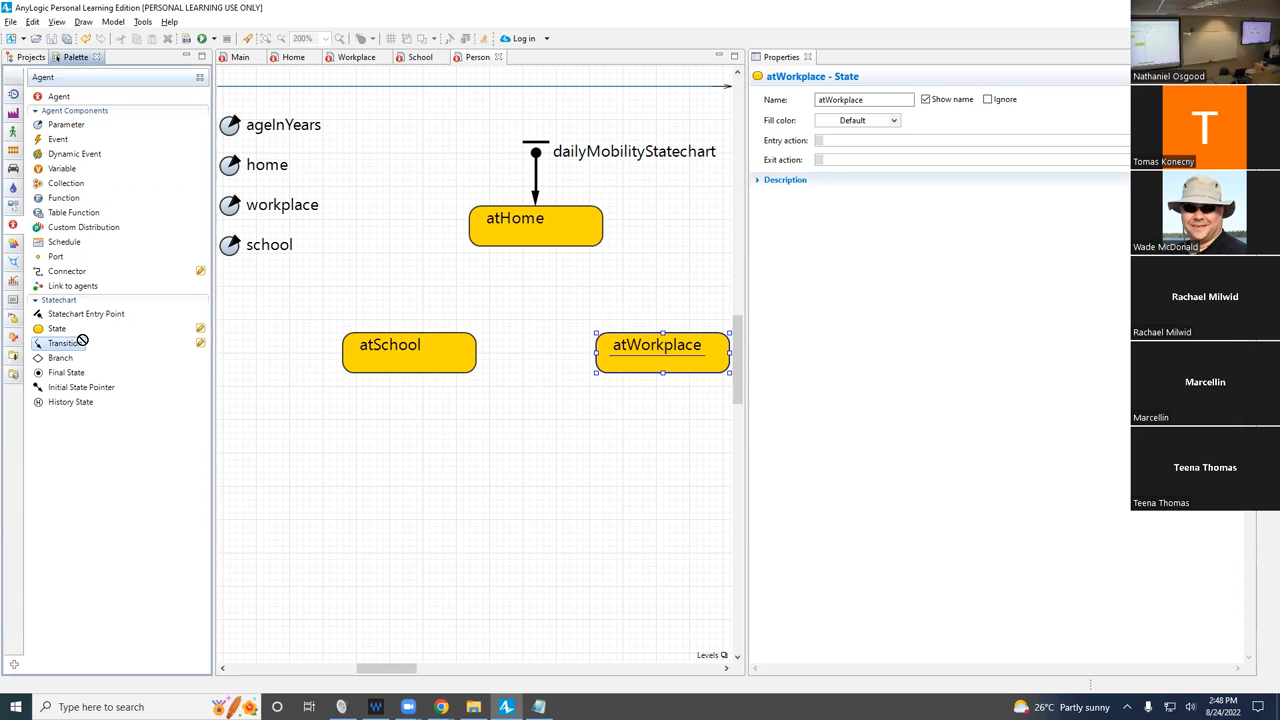 AnyLogic Personal Learning Edition [PERSONAL LEARNING USE ONLY]
File Edit View Draw Model Tools Help
200% Log in
Projects Palette
Main Home Workplace School Person
Properties
Agent
Agent
Agent Components
Parameter
Event
Dynamic Event
Variable
Collection
Function
Table Function
Custom Distribution
Schedule
Port
Connector
Link to agents
Statechart
Statechart Entry Point
State
Transition
Branch
Final State
Initial State Pointer
History State
ageInYears
home
workplace
school
dailyMobilityStatechart
atHome
atSchool
atWorkplace
Levels
atWorkplace - State
Name: atWorkplace Show name Ignore
Fill color: Default
Entry action:
Exit action:
Description
Nathaniel Osgood
T
Tomas Konecny
Wade McDonald
Rachael Milwid
Rachael Milwid
Marcellin
Marcellin
Teena Thomas
Teena Thomas
Type here to search
26°C Partly sunny
2:48 PM
8/24/2022